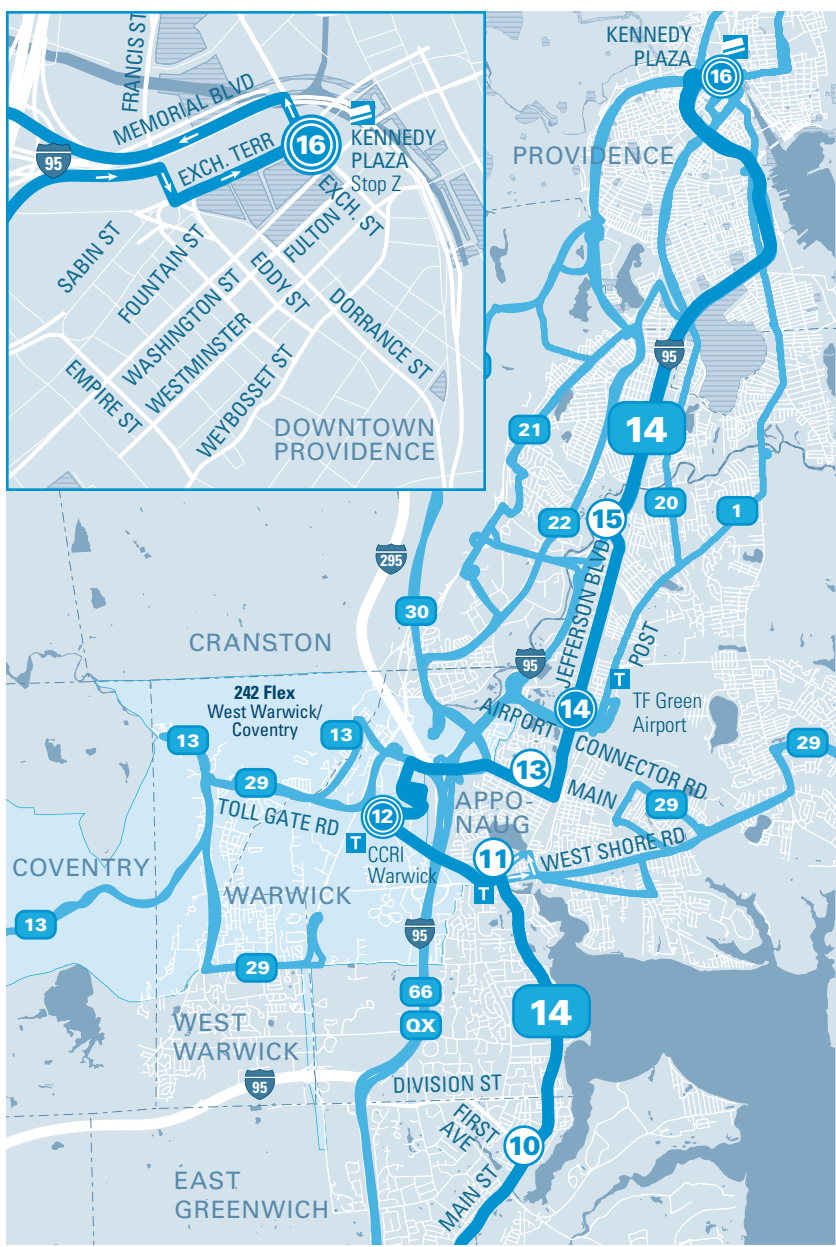 FRANCIS ST
MEMORIAL BLVD
95
EXCH. TERR
16
KENNEDY
PLAZA
Stop Z
EXCH. ST
FULTON
SABIN ST
FOUNTAIN ST
EDDY ST
WASHINGTON ST
DORRANCE ST
WESTMINSTER
EMPIRE ST
WEYBOSSET ST
DOWNTOWN
PROVIDENCE
KENNEDY
PLAZA
16
PROVIDENCE
95
14
21
20
1
22
15
295
JEFFERSON BLVD
30
CRANSTON
95
POST
T
242 Flex
West Warwick/
Coventry
14
TF Green
Airport
AIRPORT
CONNECTOR RD
13
13
29
13
29
MAIN
29
TOLL GATE RD
12
APPO-
NAUG
T
CCRI
Warwick
11
WEST SHORE RD
COVENTRY
T
WARWICK
13
95
29
66
14
QX
WEST
WARWICK
95
DIVISION ST
FIRST
AVE
10
EAST
GREENWICH
MAIN ST